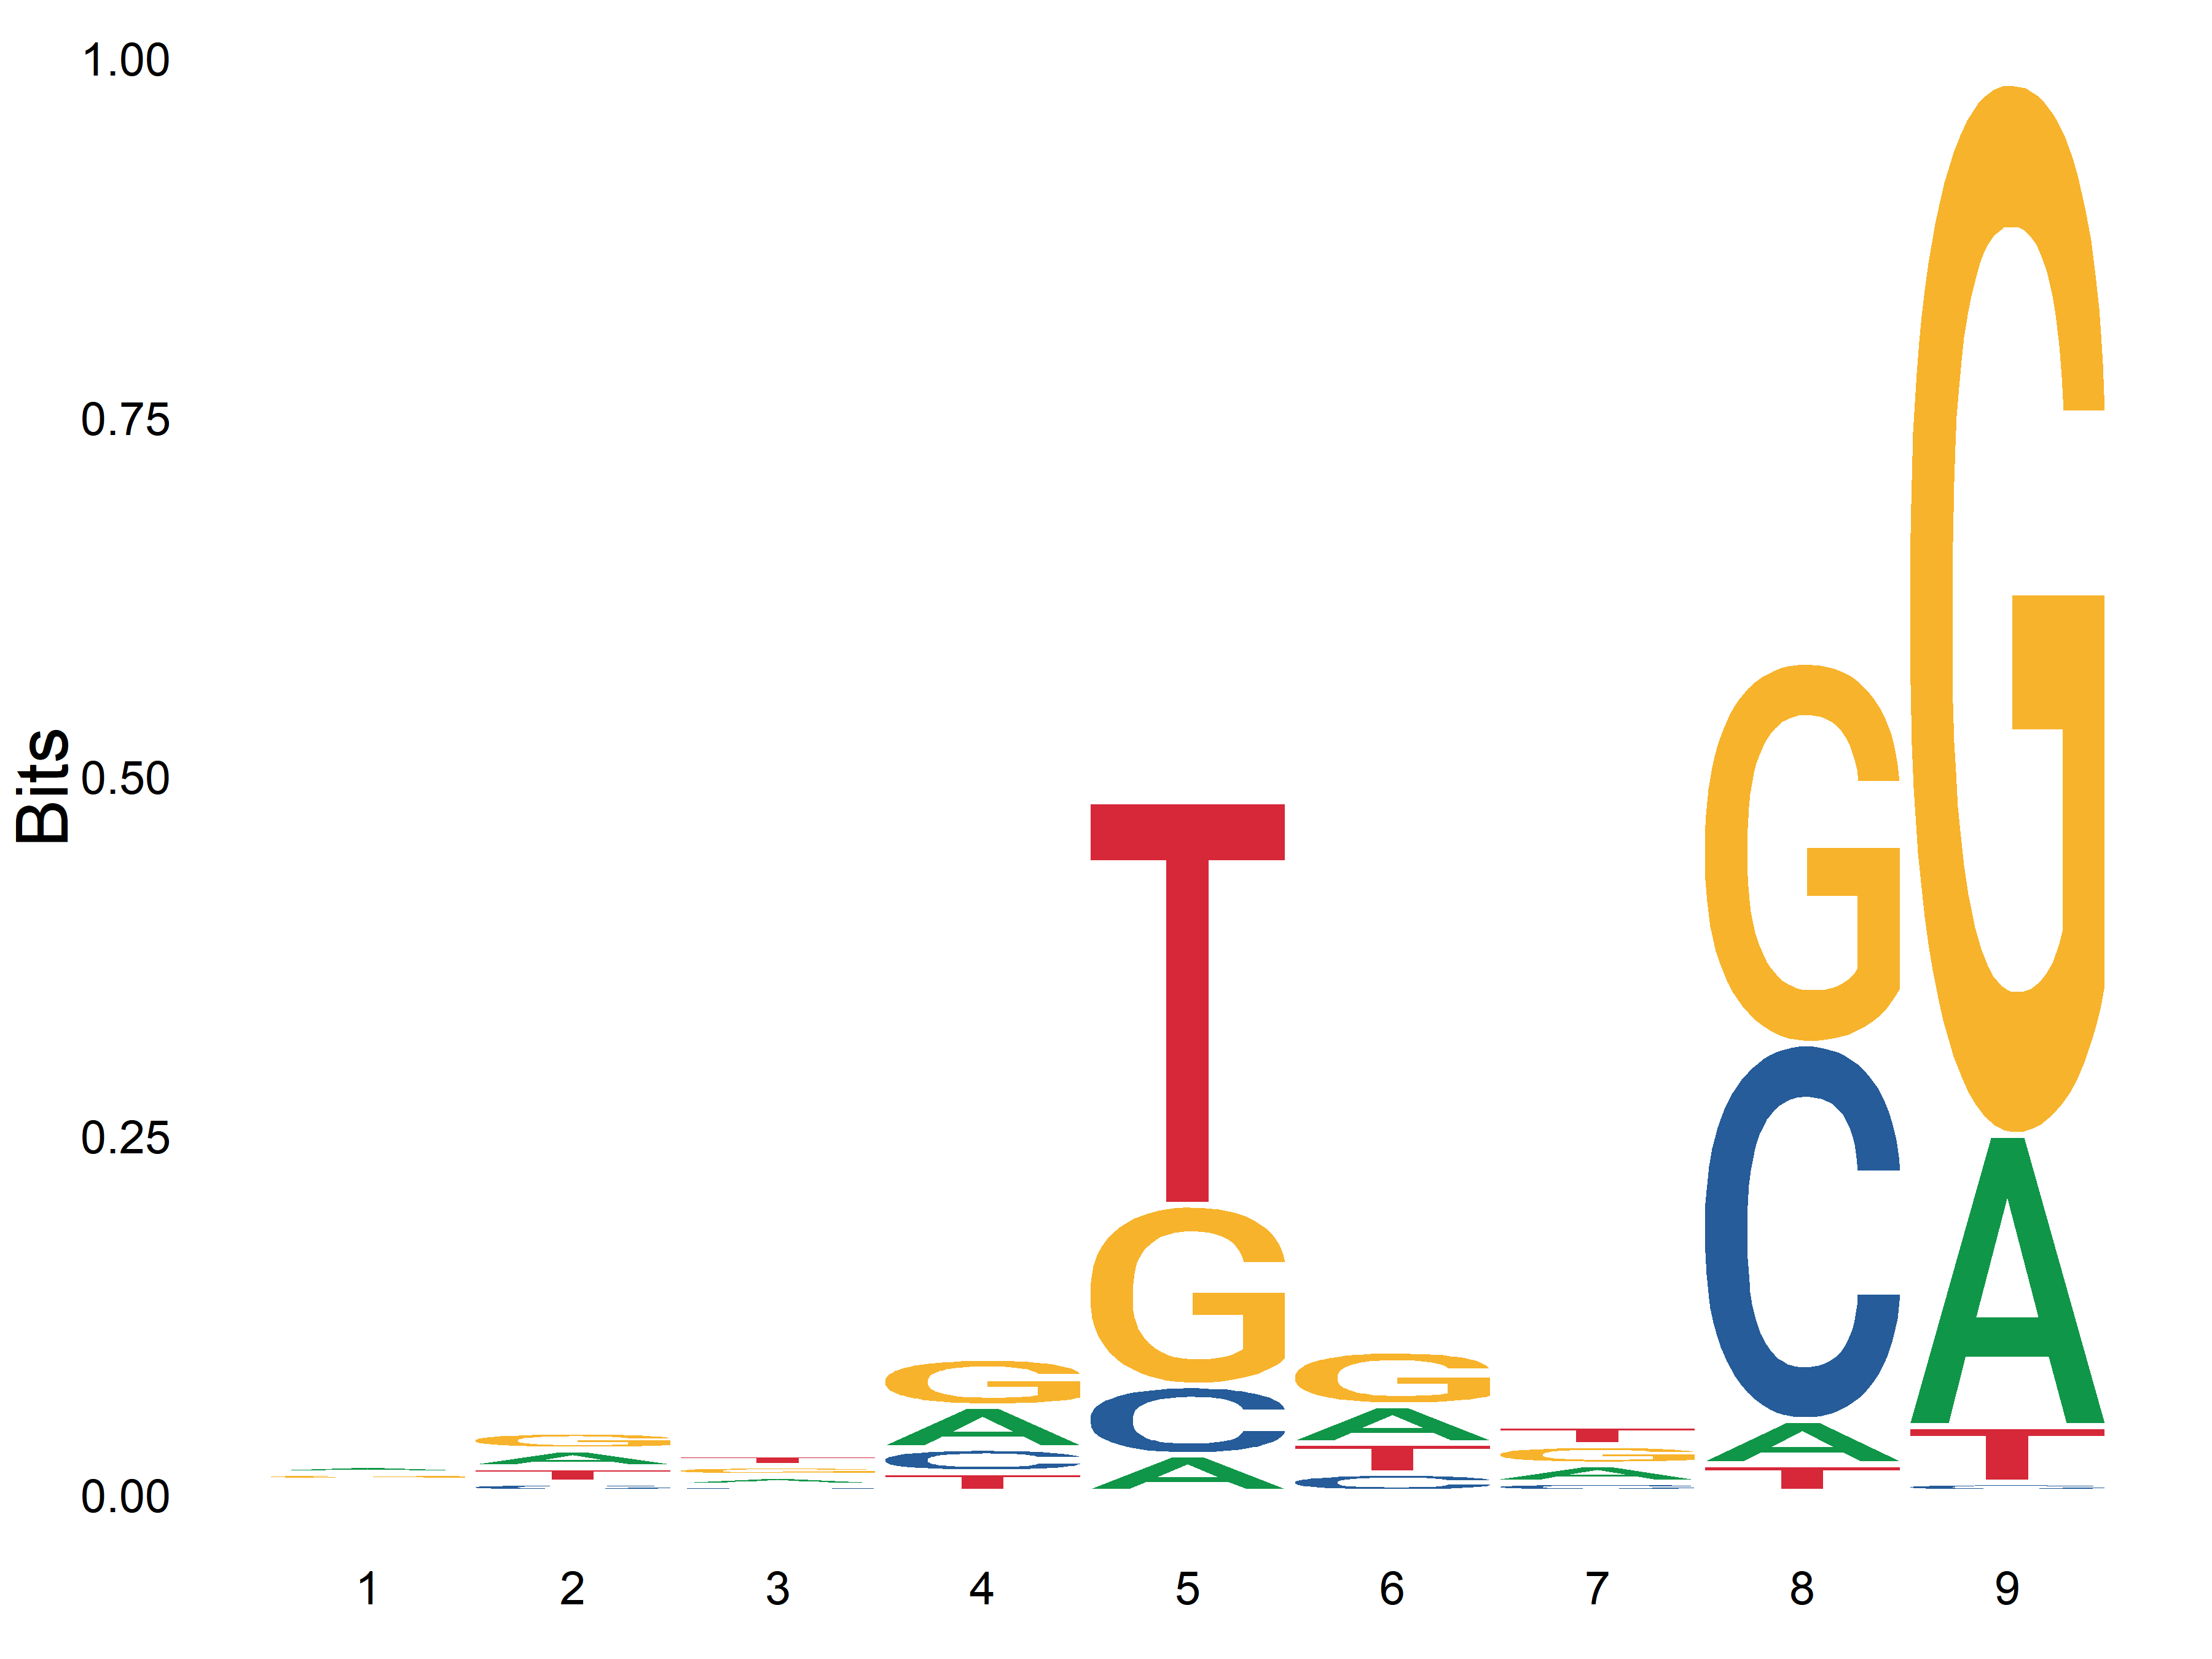 1.00
0.75
0.50
0.25
0.00
Bits
A G
G A T C
T G A C
G A C T
T G C A
G A T C
T G A C
G C A T
G A T C
1 2 3 4 5 6 7 8 9